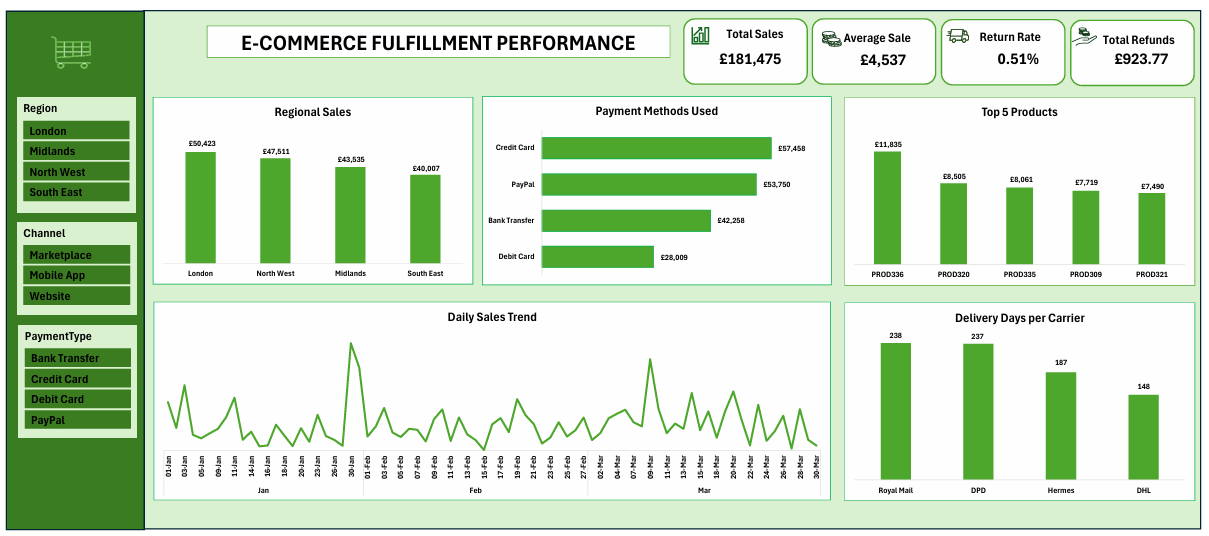 E-COMMERCE FULFILLMENT PERFORMANCE
Total Sales
£181,475
Average Sale
£4,537
Return Rate
0.51%
Total Refunds
£923.77
Region
London
Midlands
North West
South East
Channel
Marketplace
Mobile App
Website
PaymentType
Bank Transfer
Credit Card
Debit Card
PayPal
Regional Sales
£50,423
£47,511
£43,535
£40,007
London
North West
Midlands
South East
Payment Methods Used
Credit Card £57,458
PayPal £53,750
Bank Transfer £42,258
Debit Card £28,009
Top 5 Products
£11,835
£8,505
£8,061
£7,719
£7,490
PROD336
PROD320
PROD335
PROD309
PROD321
Daily Sales Trend
01-Jan
03-Jan
05-Jan
09-Jan
11-Jan
14-Jan
16-Jan
18-Jan
20-Jan
23-Jan
26-Jan
30-Jan
01-Feb
03-Feb
05-Feb
07-Feb
09-Feb
13-Feb
15-Feb
17-Feb
19-Feb
21-Feb
23-Feb
25-Feb
27-Feb
02-Mar
04-Mar
07-Mar
09-Mar
11-Mar
13-Mar
15-Mar
18-Mar
20-Mar
22-Mar
24-Mar
26-Mar
28-Mar
30-Mar
Jan
Feb
Mar
Delivery Days per Carrier
238
237
187
148
Royal Mail
DPD
Hermes
DHL